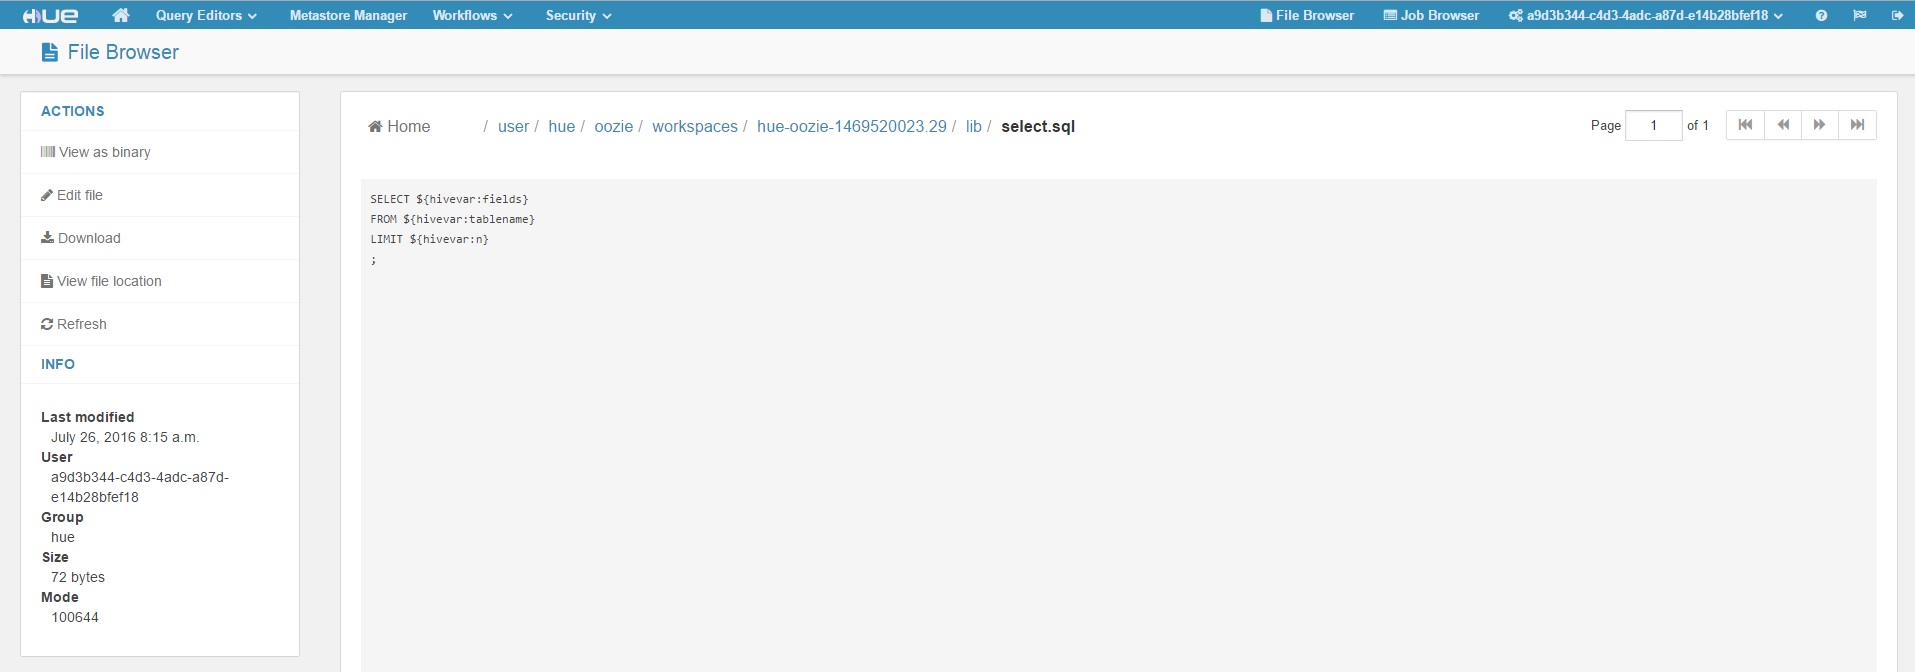 HUE Query Editors Metastore Manager Workflows Security File Browser Job Browser a9d3b344-c4d3-4adc-a87d-e14b28bfef18
File Browser
ACTIONS
View as binary
Edit file
Download
View file location
Refresh
INFO
Last modified
July 26, 2016 8:15 a.m.
User
a9d3b344-c4d3-4adc-a87d-
e14b28bfef18
Group
hue
Size
72 bytes
Mode
100644
Home / user / hue / oozie / workspaces / hue-oozie-1469520023.29 / lib / select.sql
Page 1 of 1
SELECT ${hivevar:fields}
FROM ${hivevar:tablename}
LIMIT ${hivevar:n}
;